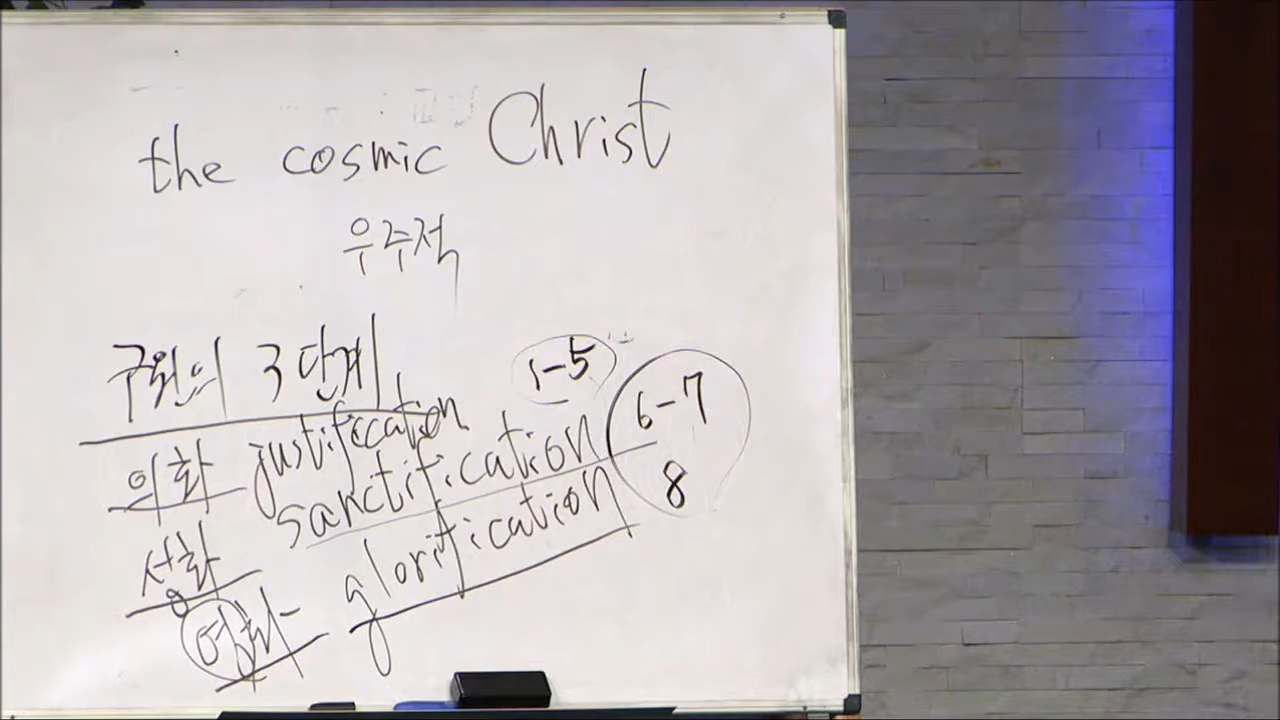 the cosmic Christ
우주적
구원의 3단계
1-5
의화 justification
6-7
성화 sanctification
8
영화 glorification